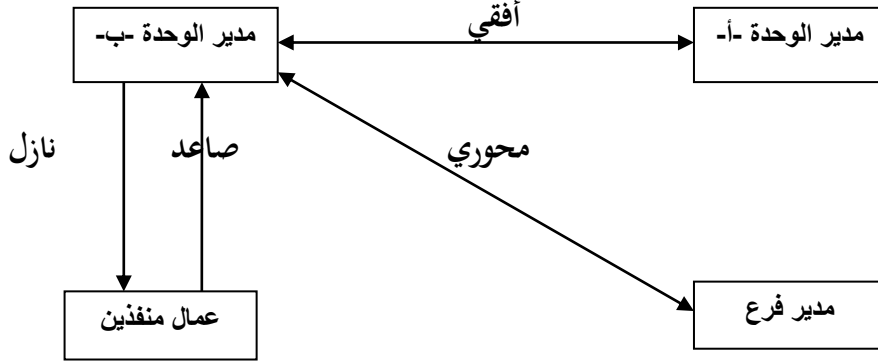 أفقي
مدير الوحدة -أ-
مدير الوحدة -ب-
محوري
صاعد
نازل
مدير فرع
عمال منفذين